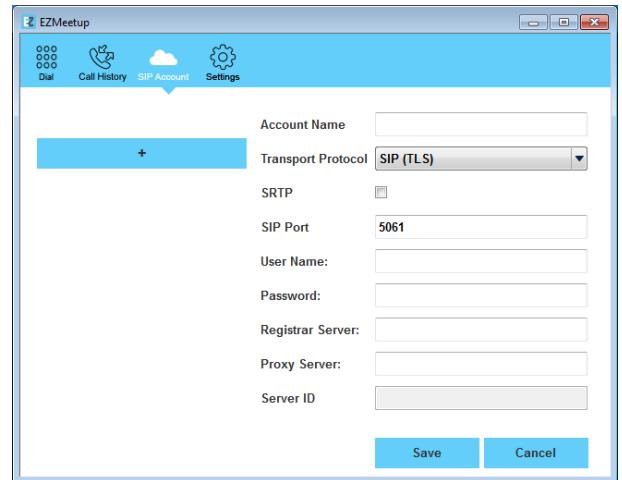 EZ EZMeetup
Dial Call History SIP Account Settings
+
Account Name
Transport Protocol SIP (TLS)
SRTP
SIP Port 5061
User Name:
Password:
Registrar Server:
Proxy Server:
Server ID
Save Cancel